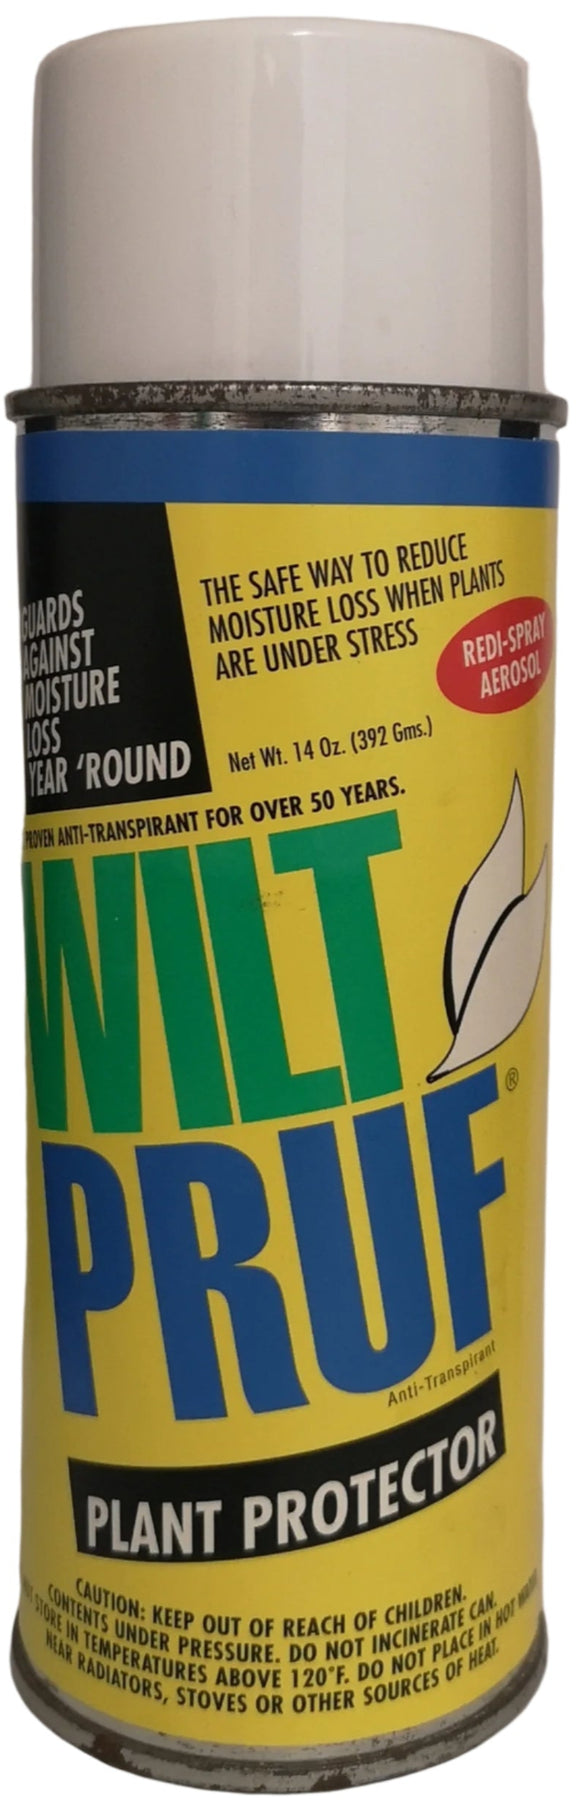 GUARDS
AGAINST
MOISTURE
LOSS
YEAR 'ROUND
THE SAFE WAY TO REDUCE
MOISTURE LOSS WHEN PLANTS
ARE UNDER STRESS
REDI-SPRAY
AEROSOL
Net Wt. 14 Oz. (392 Gms.)
PROVEN ANTI-TRANSPIRANT FOR OVER 50 YEARS.
WILT
PRUF®
Anti-Transpirant
PLANT PROTECTOR
CAUTION: KEEP OUT OF REACH OF CHILDREN.
CONTENTS UNDER PRESSURE. DO NOT INCINERATE CAN.
STORE IN TEMPERATURES ABOVE 120°F. DO NOT PLACE IN HOT WATER,
NEAR RADIATORS, STOVES OR OTHER SOURCES OF HEAT.